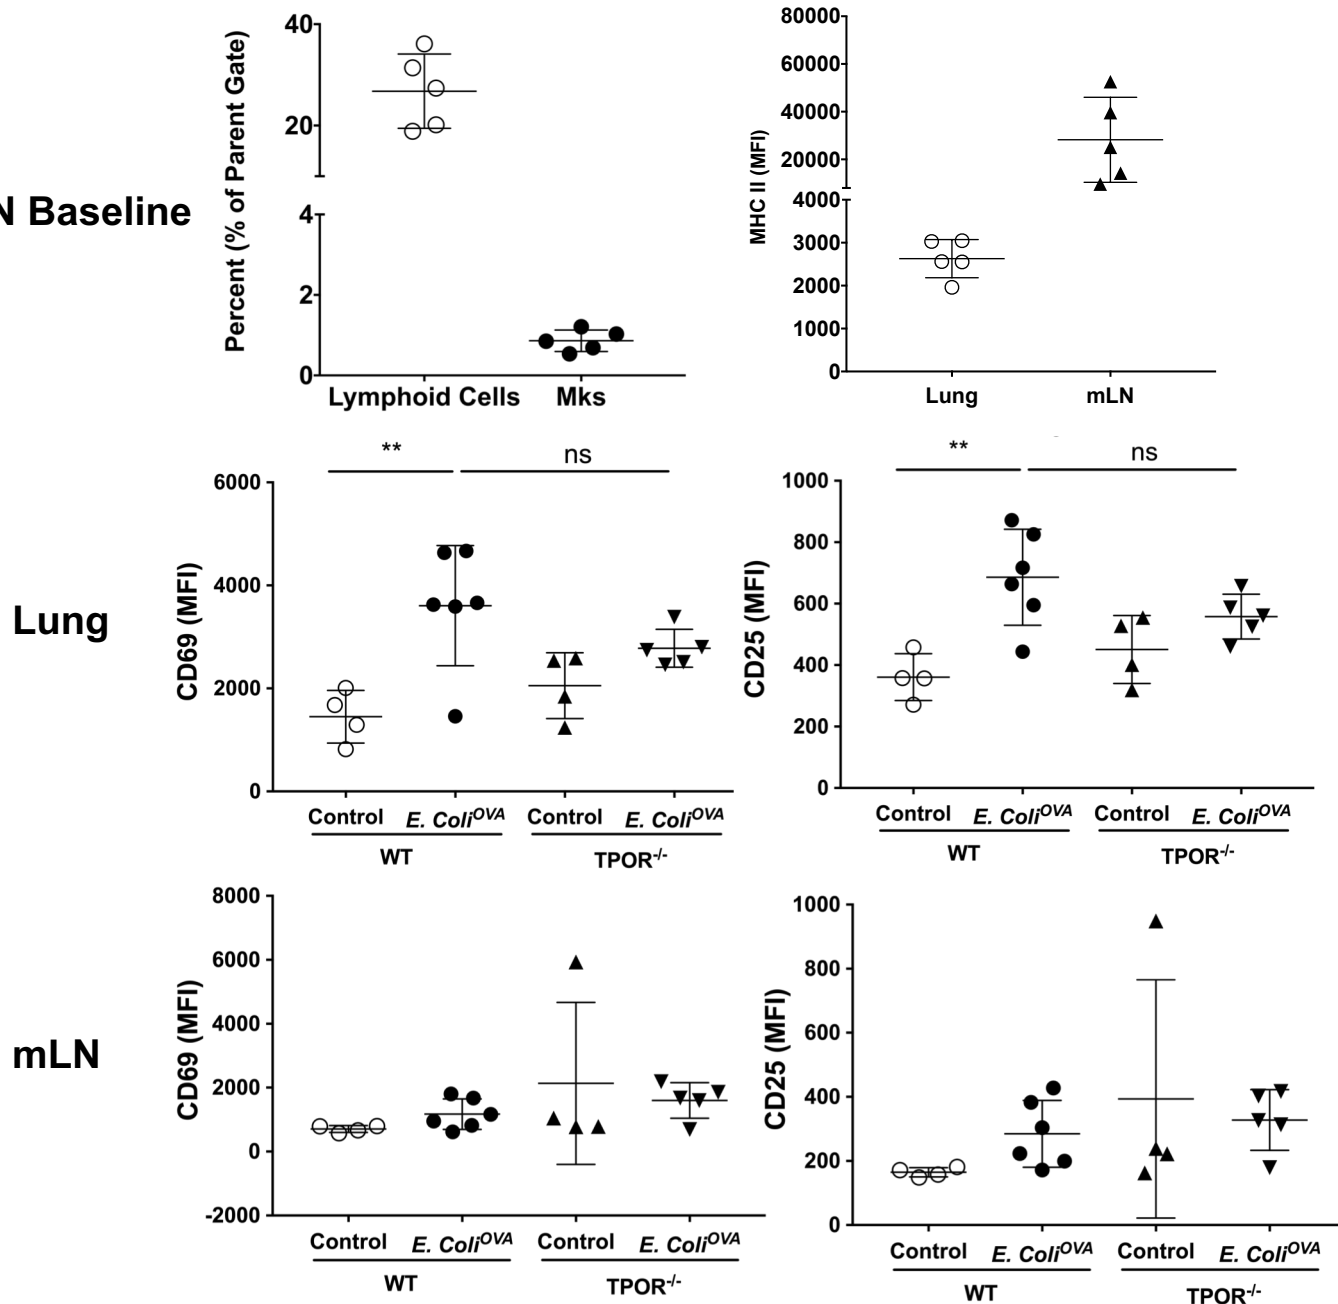 N Baseline
Percent (% of Parent Gate)
40
20
4
2
0
Lymphoid Cells Mks
MHC II (MFI)
80000
60000
40000
20000
4000
3000
2000
1000
0
Lung mLN
Lung
CD69 (MFI)
** ns
6000
4000
2000
0
Control E. Coli^OVA Control E. Coli^OVA
WT TPOR-/-
CD25 (MFI)
** ns
1000
800
600
400
200
0
Control E. Coli^OVA Control E. Coli^OVA
WT TPOR-/-
mLN
CD69 (MFI)
8000
6000
4000
2000
0
-2000
Control E. Coli^OVA Control E. Coli^OVA
WT TPOR-/-
CD25 (MFI)
1000
800
600
400
200
0
Control E. Coli^OVA Control E. Coli^OVA
WT TPOR-/-